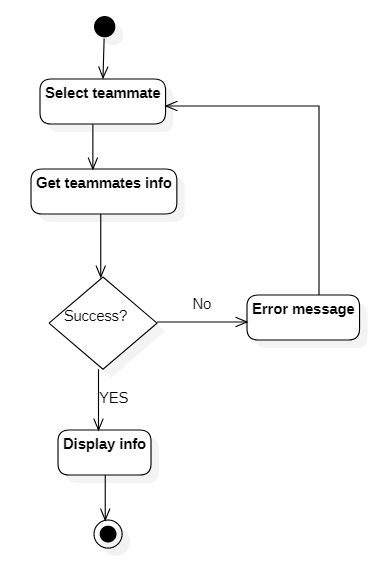 Select teammate
Get teammates info
Success?
No
Error message
YES
Display info